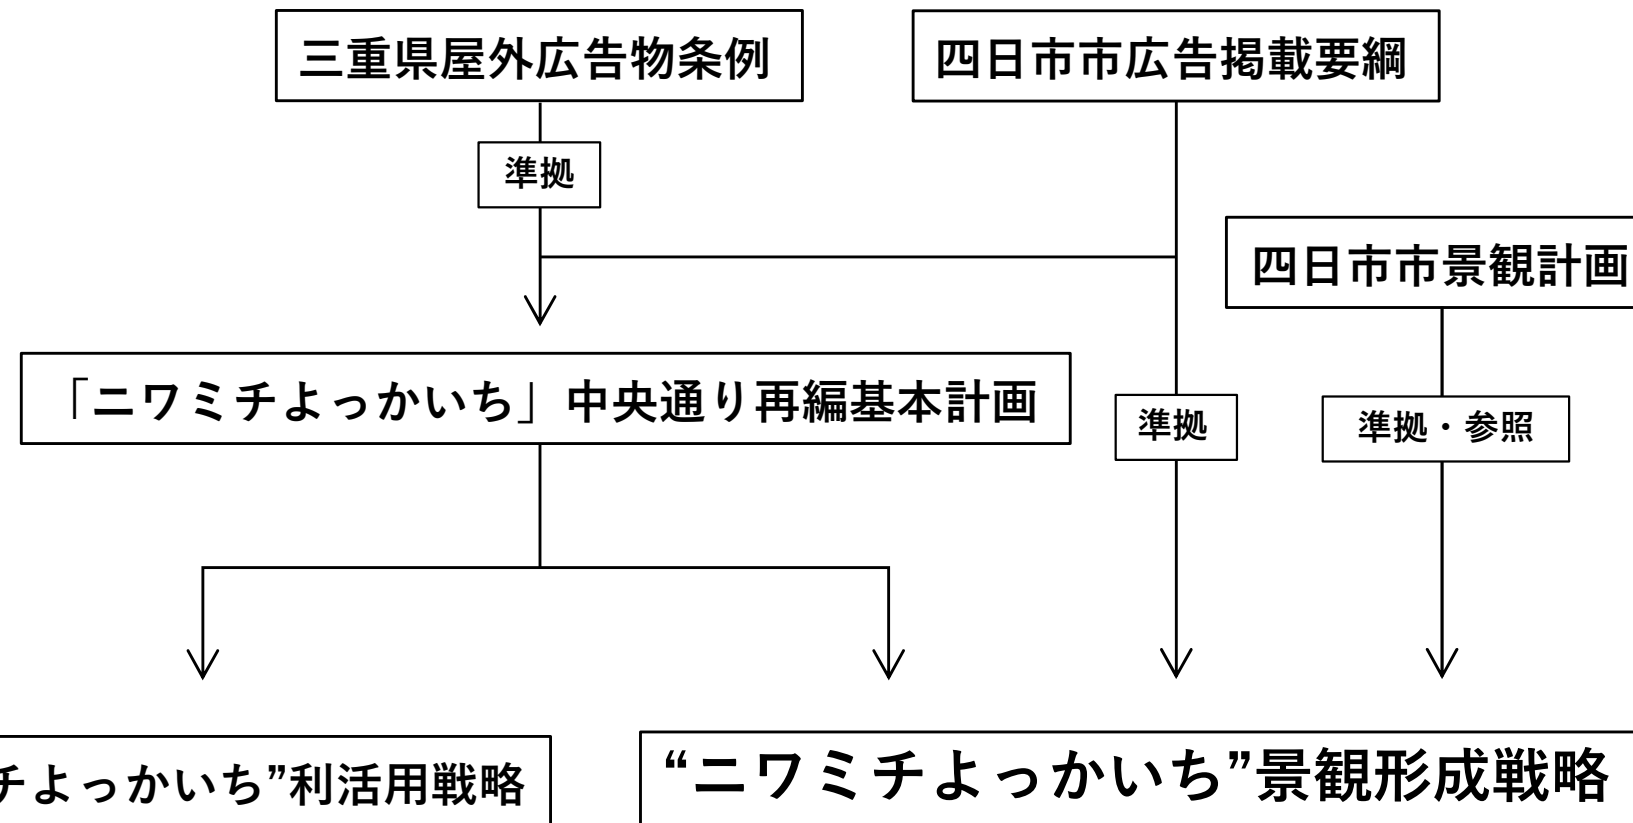 三重県屋外広告物条例
四日市市広告掲載要綱
準拠
四日市市景観計画
「ニワミチよっかいち」中央通り再編基本計画
準拠
準拠・参照
チよっかいち”利活用戦略
“ニワミチよっかいち”景観形成戦略